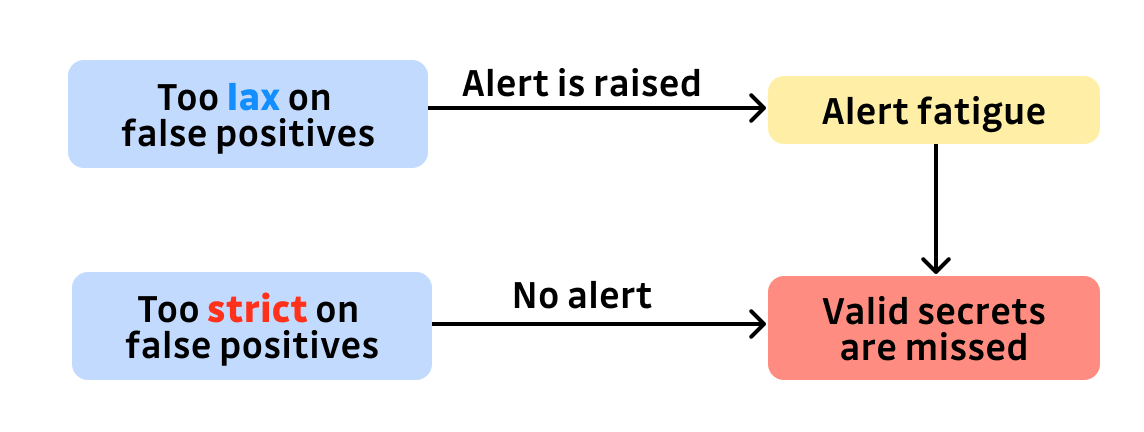 Too lax on
false positives
Alert is raised
Alert fatigue
Too strict on
false positives
No alert
Valid secrets
are missed